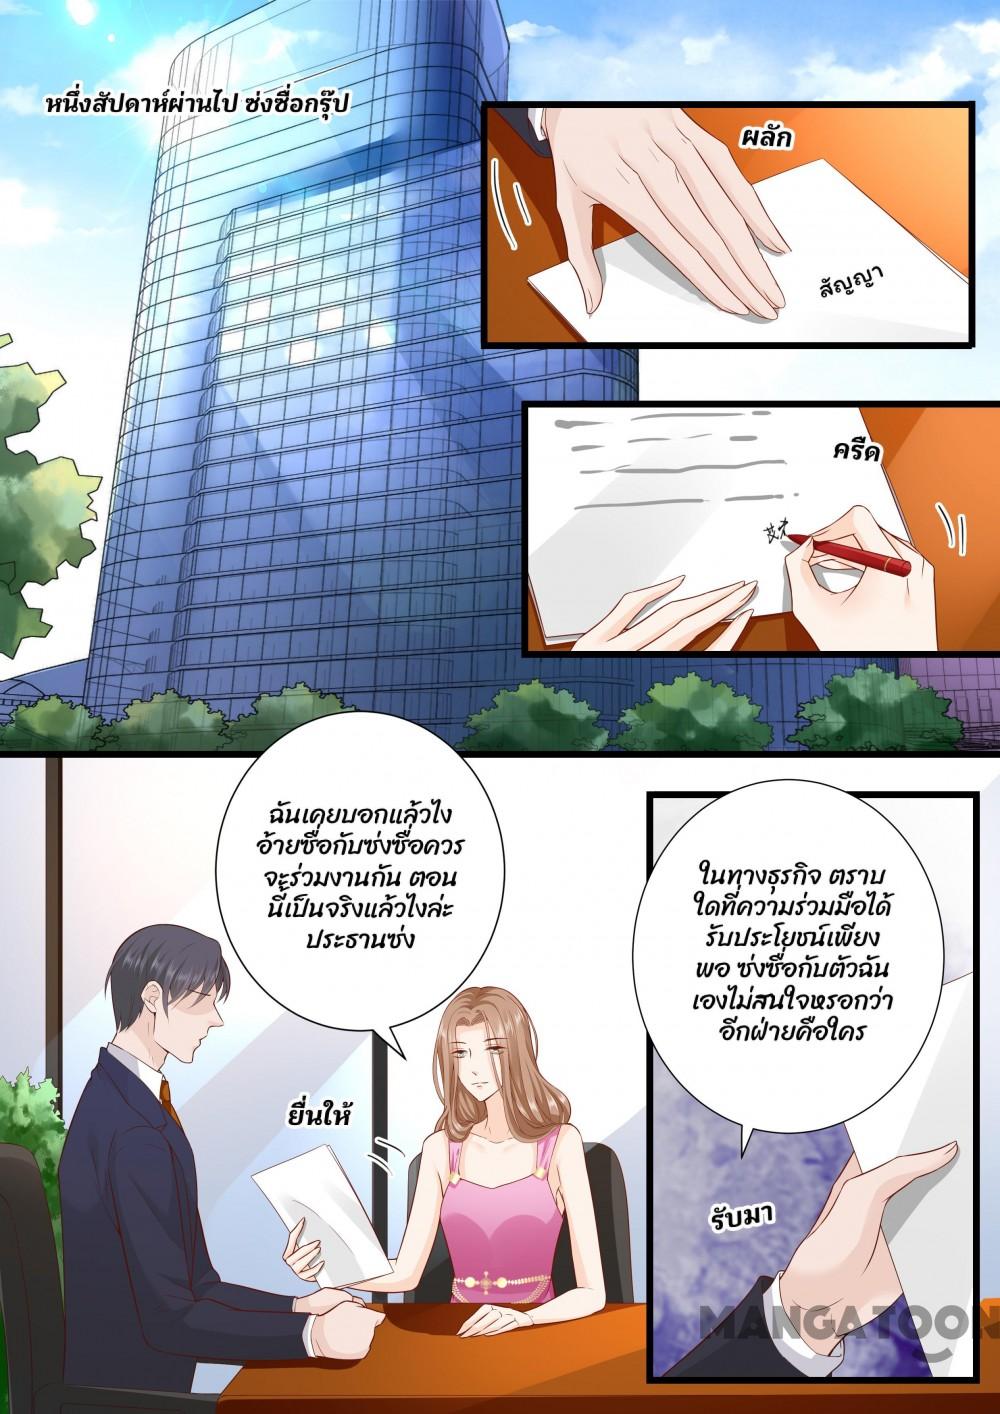 หนึ่งสัปดาห์ผ่านไป ซ่งซื่อกรุ๊ป
ผลัก
สัญญา
ครืด
ฉันเคยบอกแล้วไง
อ้ายซื่อกับซ่งซื่อควร
จะร่วมงานกัน ตอน
นี้เป็นจริงแล้วไงล่ะ
ประธานซ่ง
ในทางธุรกิจ ตราบ
ใดที่ความร่วมมือได้
รับประโยชน์เพียง
พอ ซ่งซื่อกับตัวฉัน
เองไม่สนใจหรอกว่า
อีกฝ่ายคือใคร
ยื่นให้
รับมา
MANGATOON